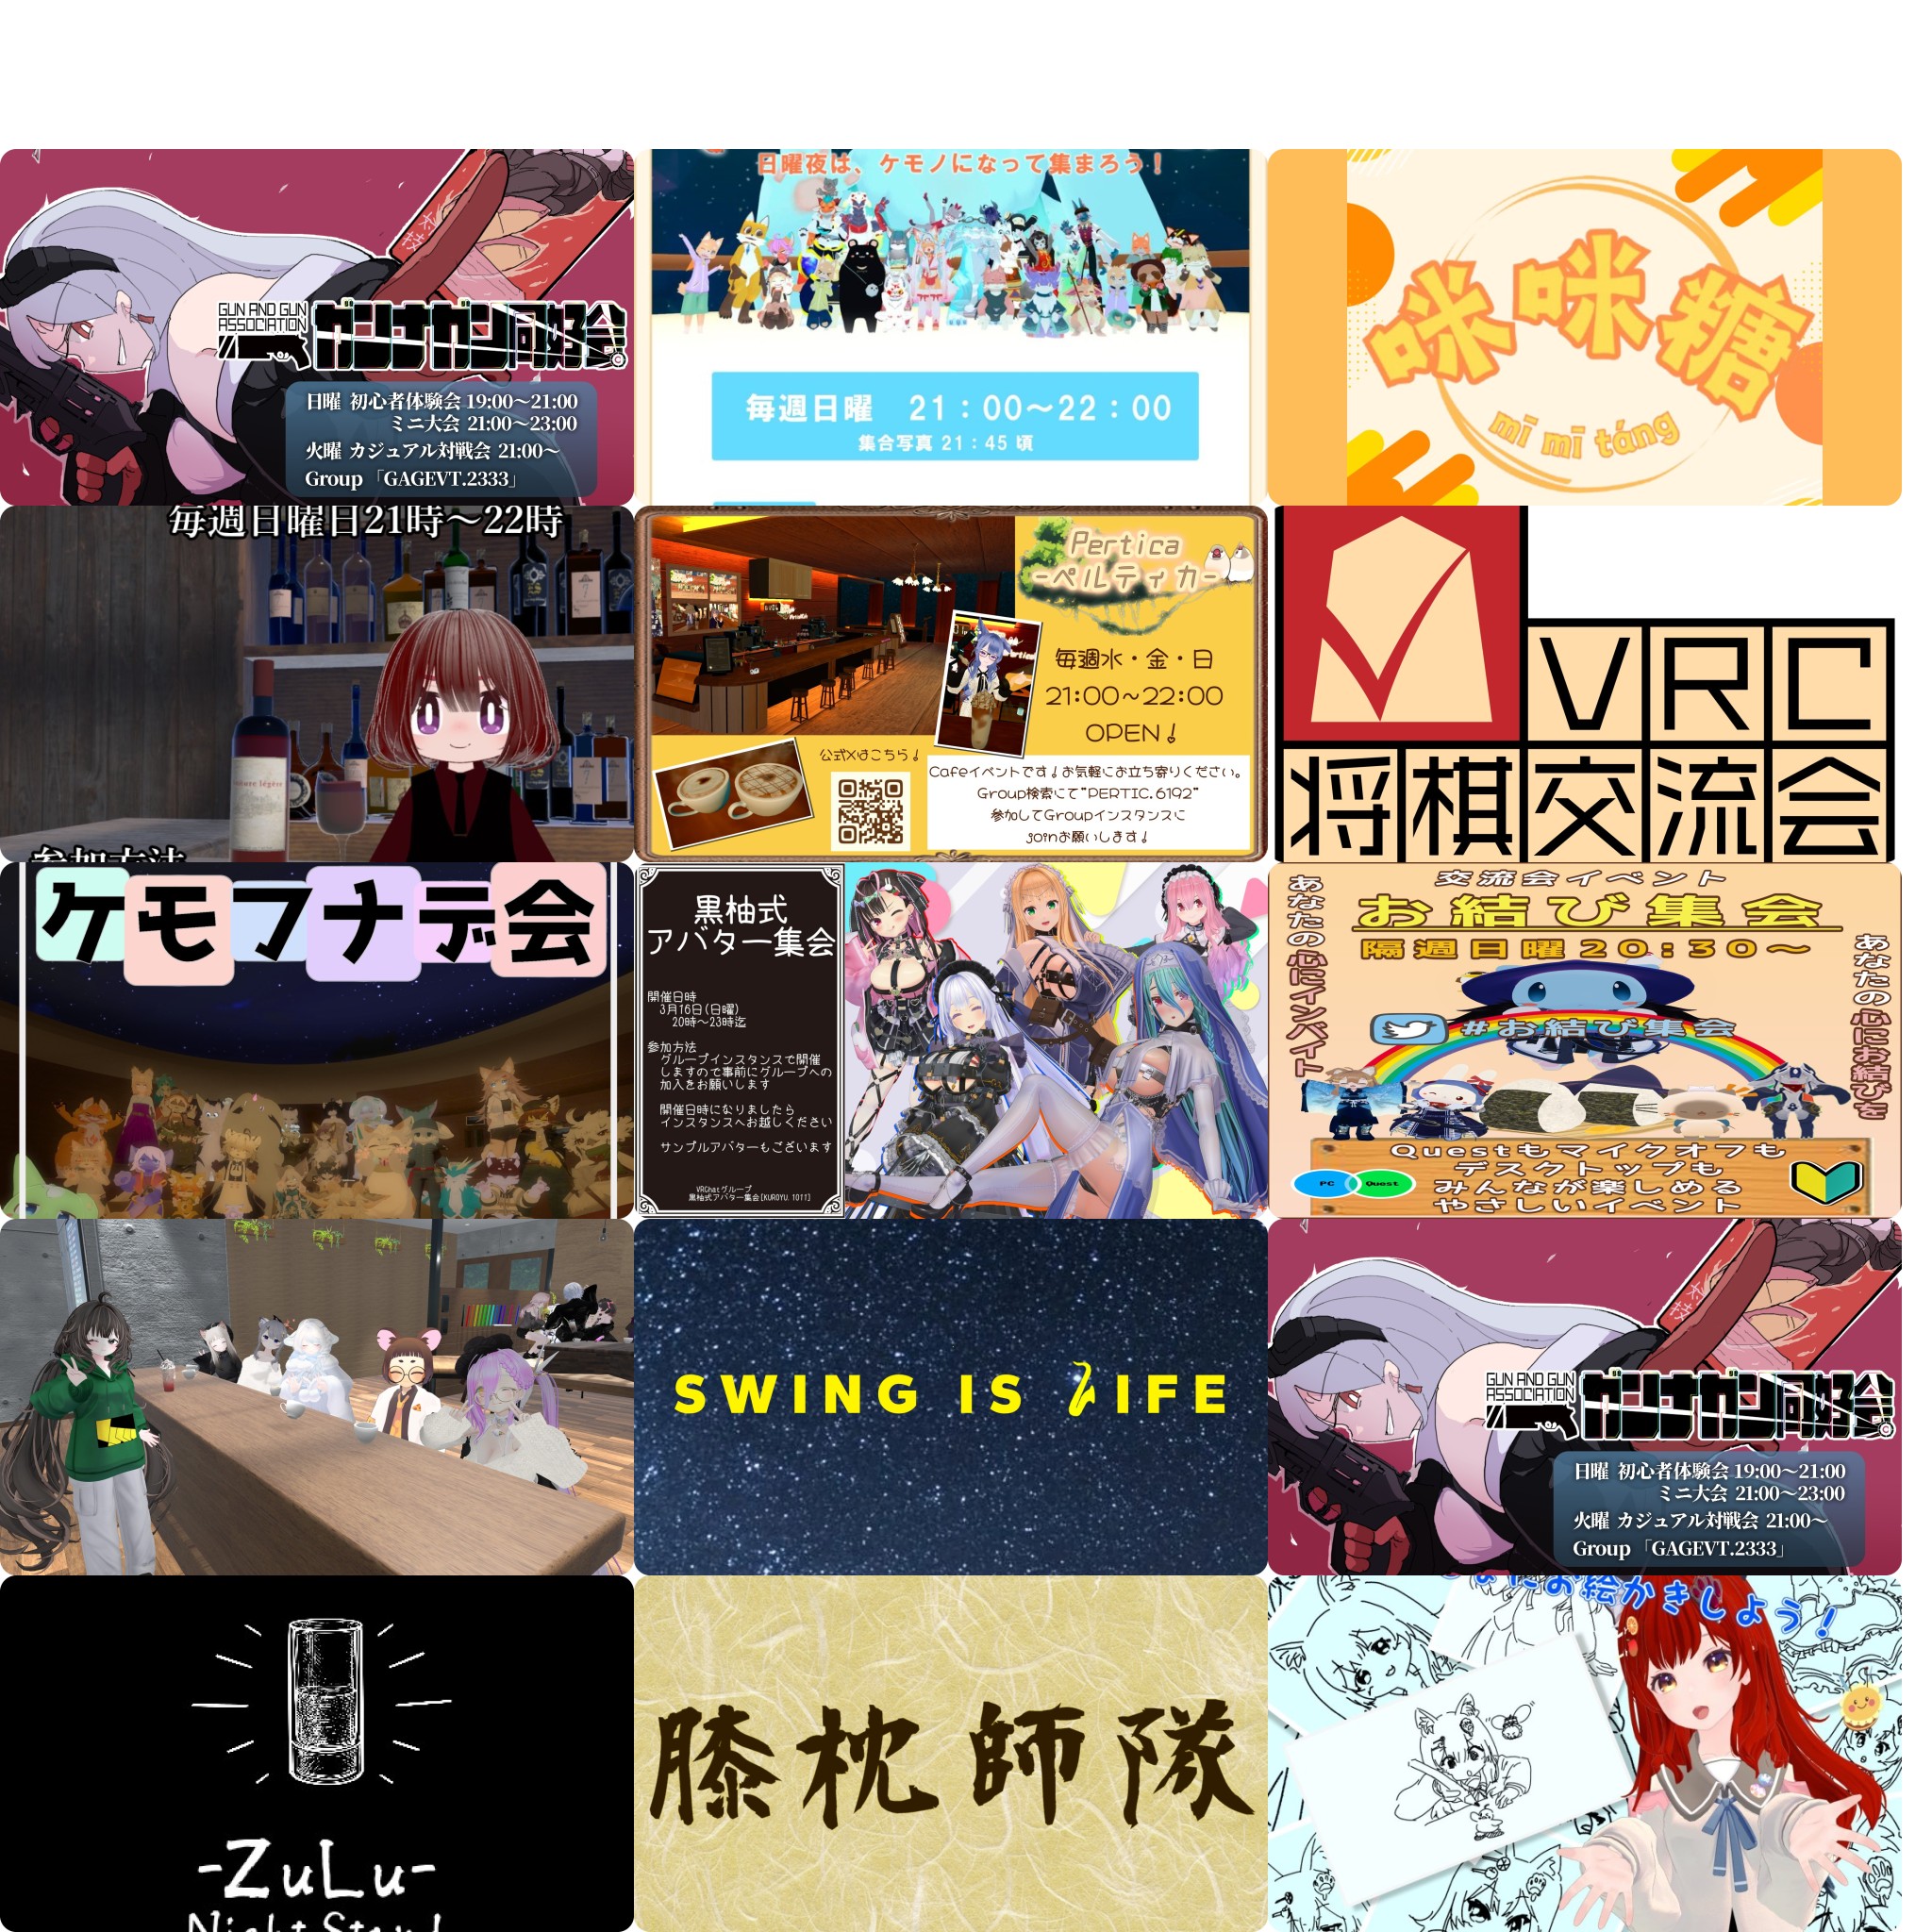 GUN AND GUN
ASSOCIATION
ガンナガン同好会
日曜 初心者体験会 19:00〜21:00
ミニ大会 21:00〜23:00
火曜 カジュアル対戦会 21:00〜
Group 「GAGEVT.2333」
日曜夜は、ケモノになって集まろう！
毎週日曜 21：00〜22：00
集合写真 21：45 頃
咪咪糖
mī mī táng
毎週日曜日21時〜22時
参加方法
Pertica
-ペルティカ-
毎週水・金・日
21:00~22:00
OPEN！
公式Xはこちら！
Cafeイベントです！お気軽にお立ち寄りください。
Group検索にて"PERTIC.6192"
参加してGroupインスタンスに
joinお願いします！
VRC
将棋交流会
ケモフナデ会
黒柚式
アバター集会
開催日時
3月16日(日曜)
20時〜23時迄
参加方法
グループインスタンスで開催
しますので事前にグループへの
加入をお願いします
開催日時になりましたら
インスタンスへお越しください
サンプルアバターもございます
VRChatグループ
黒柚式アバター集会[KUROYU.1011]
交流会イベント
お結び集会
隔週日曜20:30〜
あなたの心にインバイト
あなたの心にお結びを
#お結び集会
Questもマイクオフも
デスクトップも
みんなが楽しめる
やさしいイベント
PC
Quest
SWING IS LIFE
GUN AND GUN
ASSOCIATION
ガンナガン同好会
日曜 初心者体験会 19:00〜21:00
ミニ大会 21:00〜23:00
火曜 カジュアル対戦会 21:00〜
Group 「GAGEVT.2333」
-ZuLu-
膝枕師隊
お絵かきしよう！